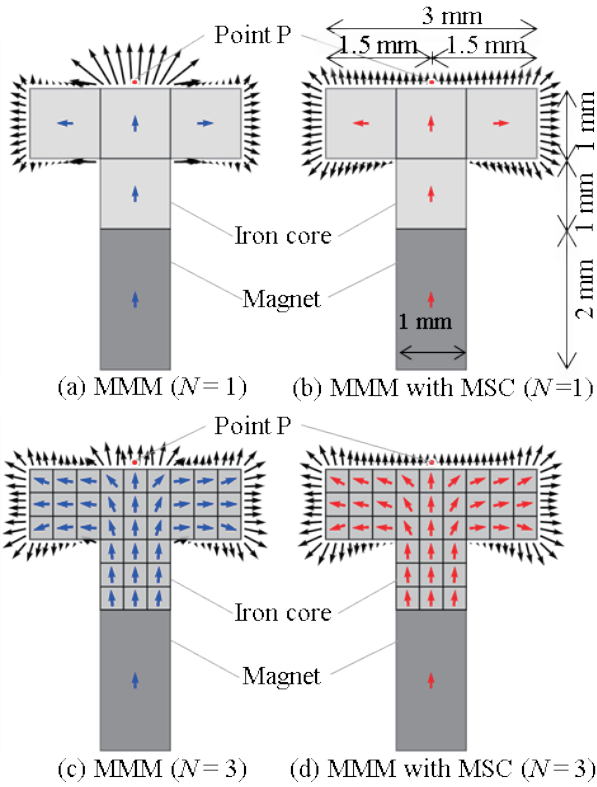 Point P
3 mm
1.5 mm
1.5 mm
1 mm
1 mm
Iron core
Magnet
2 mm
1 mm
(a) MMM (N = 1)
(b) MMM with MSC (N=1)
Point P
Iron core
Magnet
(c) MMM (N = 3)
(d) MMM with MSC (N = 3)